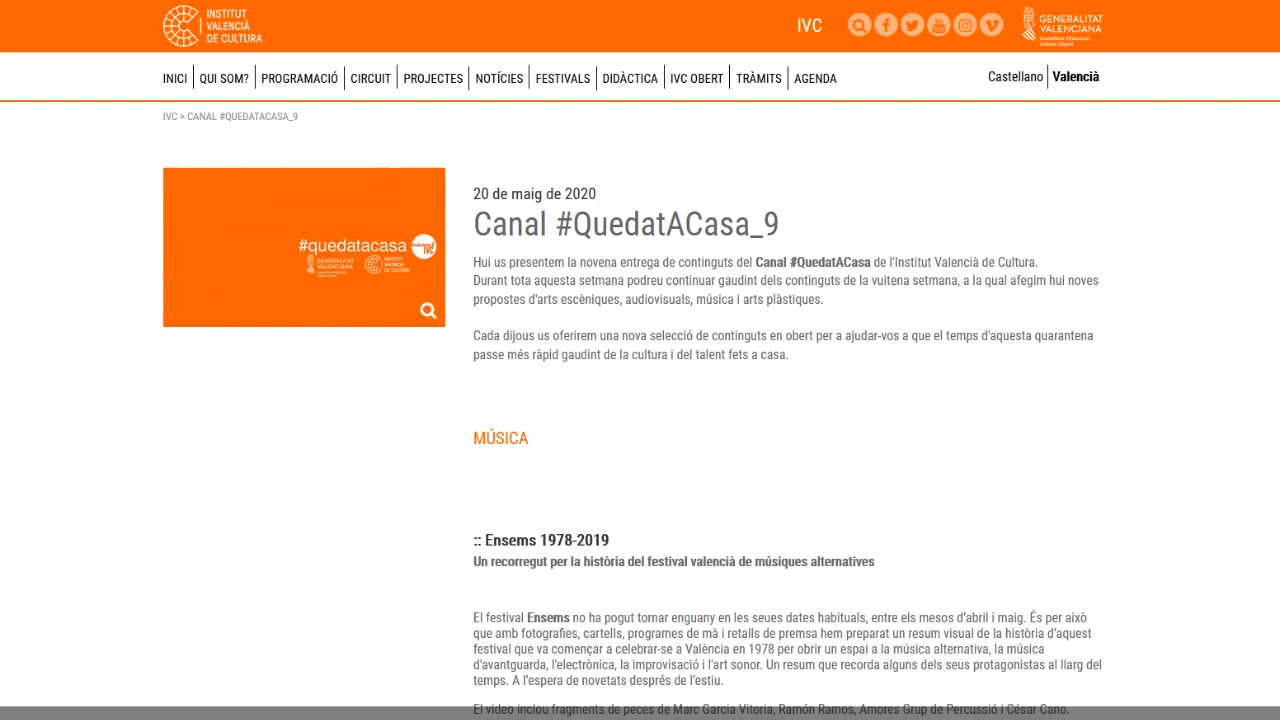 INSTITUT
VALENCIÀ
DE CULTURA
IVC
GENERALITAT
VALENCIANA
Conselleria d'Educació,
Cultura i Esport
INICI
QUI SOM?
PROGRAMACIÓ
CIRCUIT
PROJECTES
NOTÍCIES
FESTIVALS
DIDÀCTICA
IVC OBERT
TRÀMITS
AGENDA
Castellano
Valencià
IVC > CANAL #QUEDATACASA_9
#quedatacasa
canal
IVC
GENERALITAT
VALENCIANA
INSTITUT
VALENCIÀ
DE CULTURA
20 de maig de 2020
Canal #QuedatACasa_9
Hui us presentem la novena entrega de continguts del Canal #QuedatACasa de l'Institut Valencià de Cultura.
Durant tota aquesta setmana podreu continuar gaudint dels continguts de la vuitena setmana, a la qual afegim hui noves
propostes d'arts escèniques, audiovisuals, música i arts plàstiques.
Cada dijous us oferirem una nova selecció de continguts en obert per a ajudar-vos a que el temps d'aquesta quarantena
passe més ràpid gaudint de la cultura i del talent fets a casa.
MÚSICA
:: Ensems 1978-2019
Un recorregut per la història del festival valencià de músiques alternatives
El festival Ensems no ha pogut tornar enguany en les seues dates habituals, entre els mesos d'abril i maig. És per això
que amb fotografies, cartells, programes de mà i retalls de premsa hem preparat un resum visual de la història d'aquest
festival que va començar a celebrar-se a València en 1978 per obrir un espai a la música alternativa, la música
d'avantguarda, l'electrònica, la improvisació i l'art sonor. Un resum que recorda alguns dels seus protagonistas al llarg del
temps. A l'espera de novetats després de l'estiu.
El video inclou fragments de peces de Marc Garcia Vitoria, Ramón Ramos, Amores Grup de Percussió i César Cano.